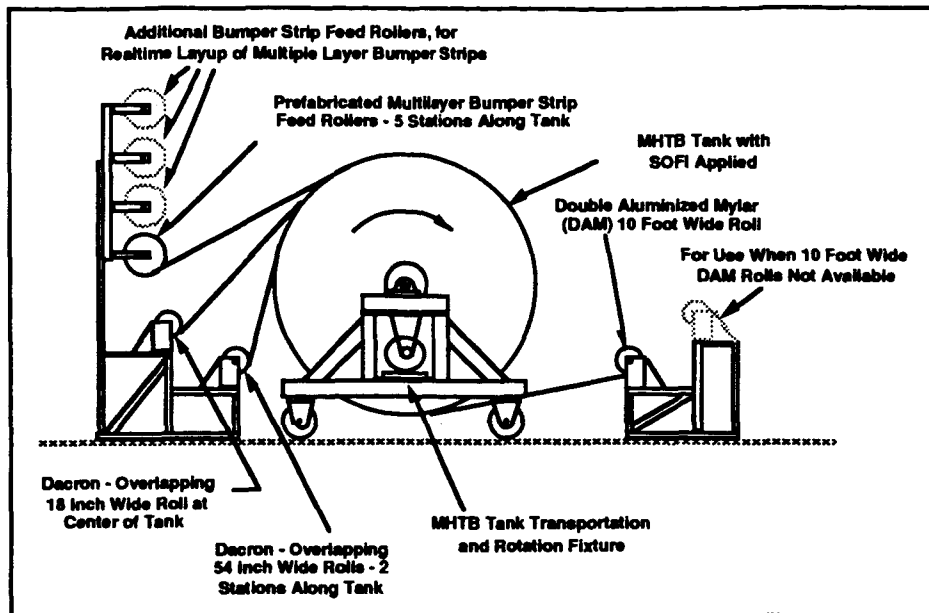 Additional Bumper Strip Feed Rollers, for
Realtime Layup of Multiple Layer Bumper Strips
Prefabricated Multilayer Bumper Strip
Feed Rollers - 5 Stations Along Tank
MHTB Tank with
SOFI Applied
Double Aluminized Mylar
(DAM) 10 Foot Wide Roll
For Use When 10 Foot Wide
DAM Rolls Not Available
Dacron - Overlapping
18 Inch Wide Roll at
Center of Tank
Dacron - Overlapping
54 Inch Wide Rolls - 2
Stations Along Tank
MHTB Tank Transportation
and Rotation Fixture